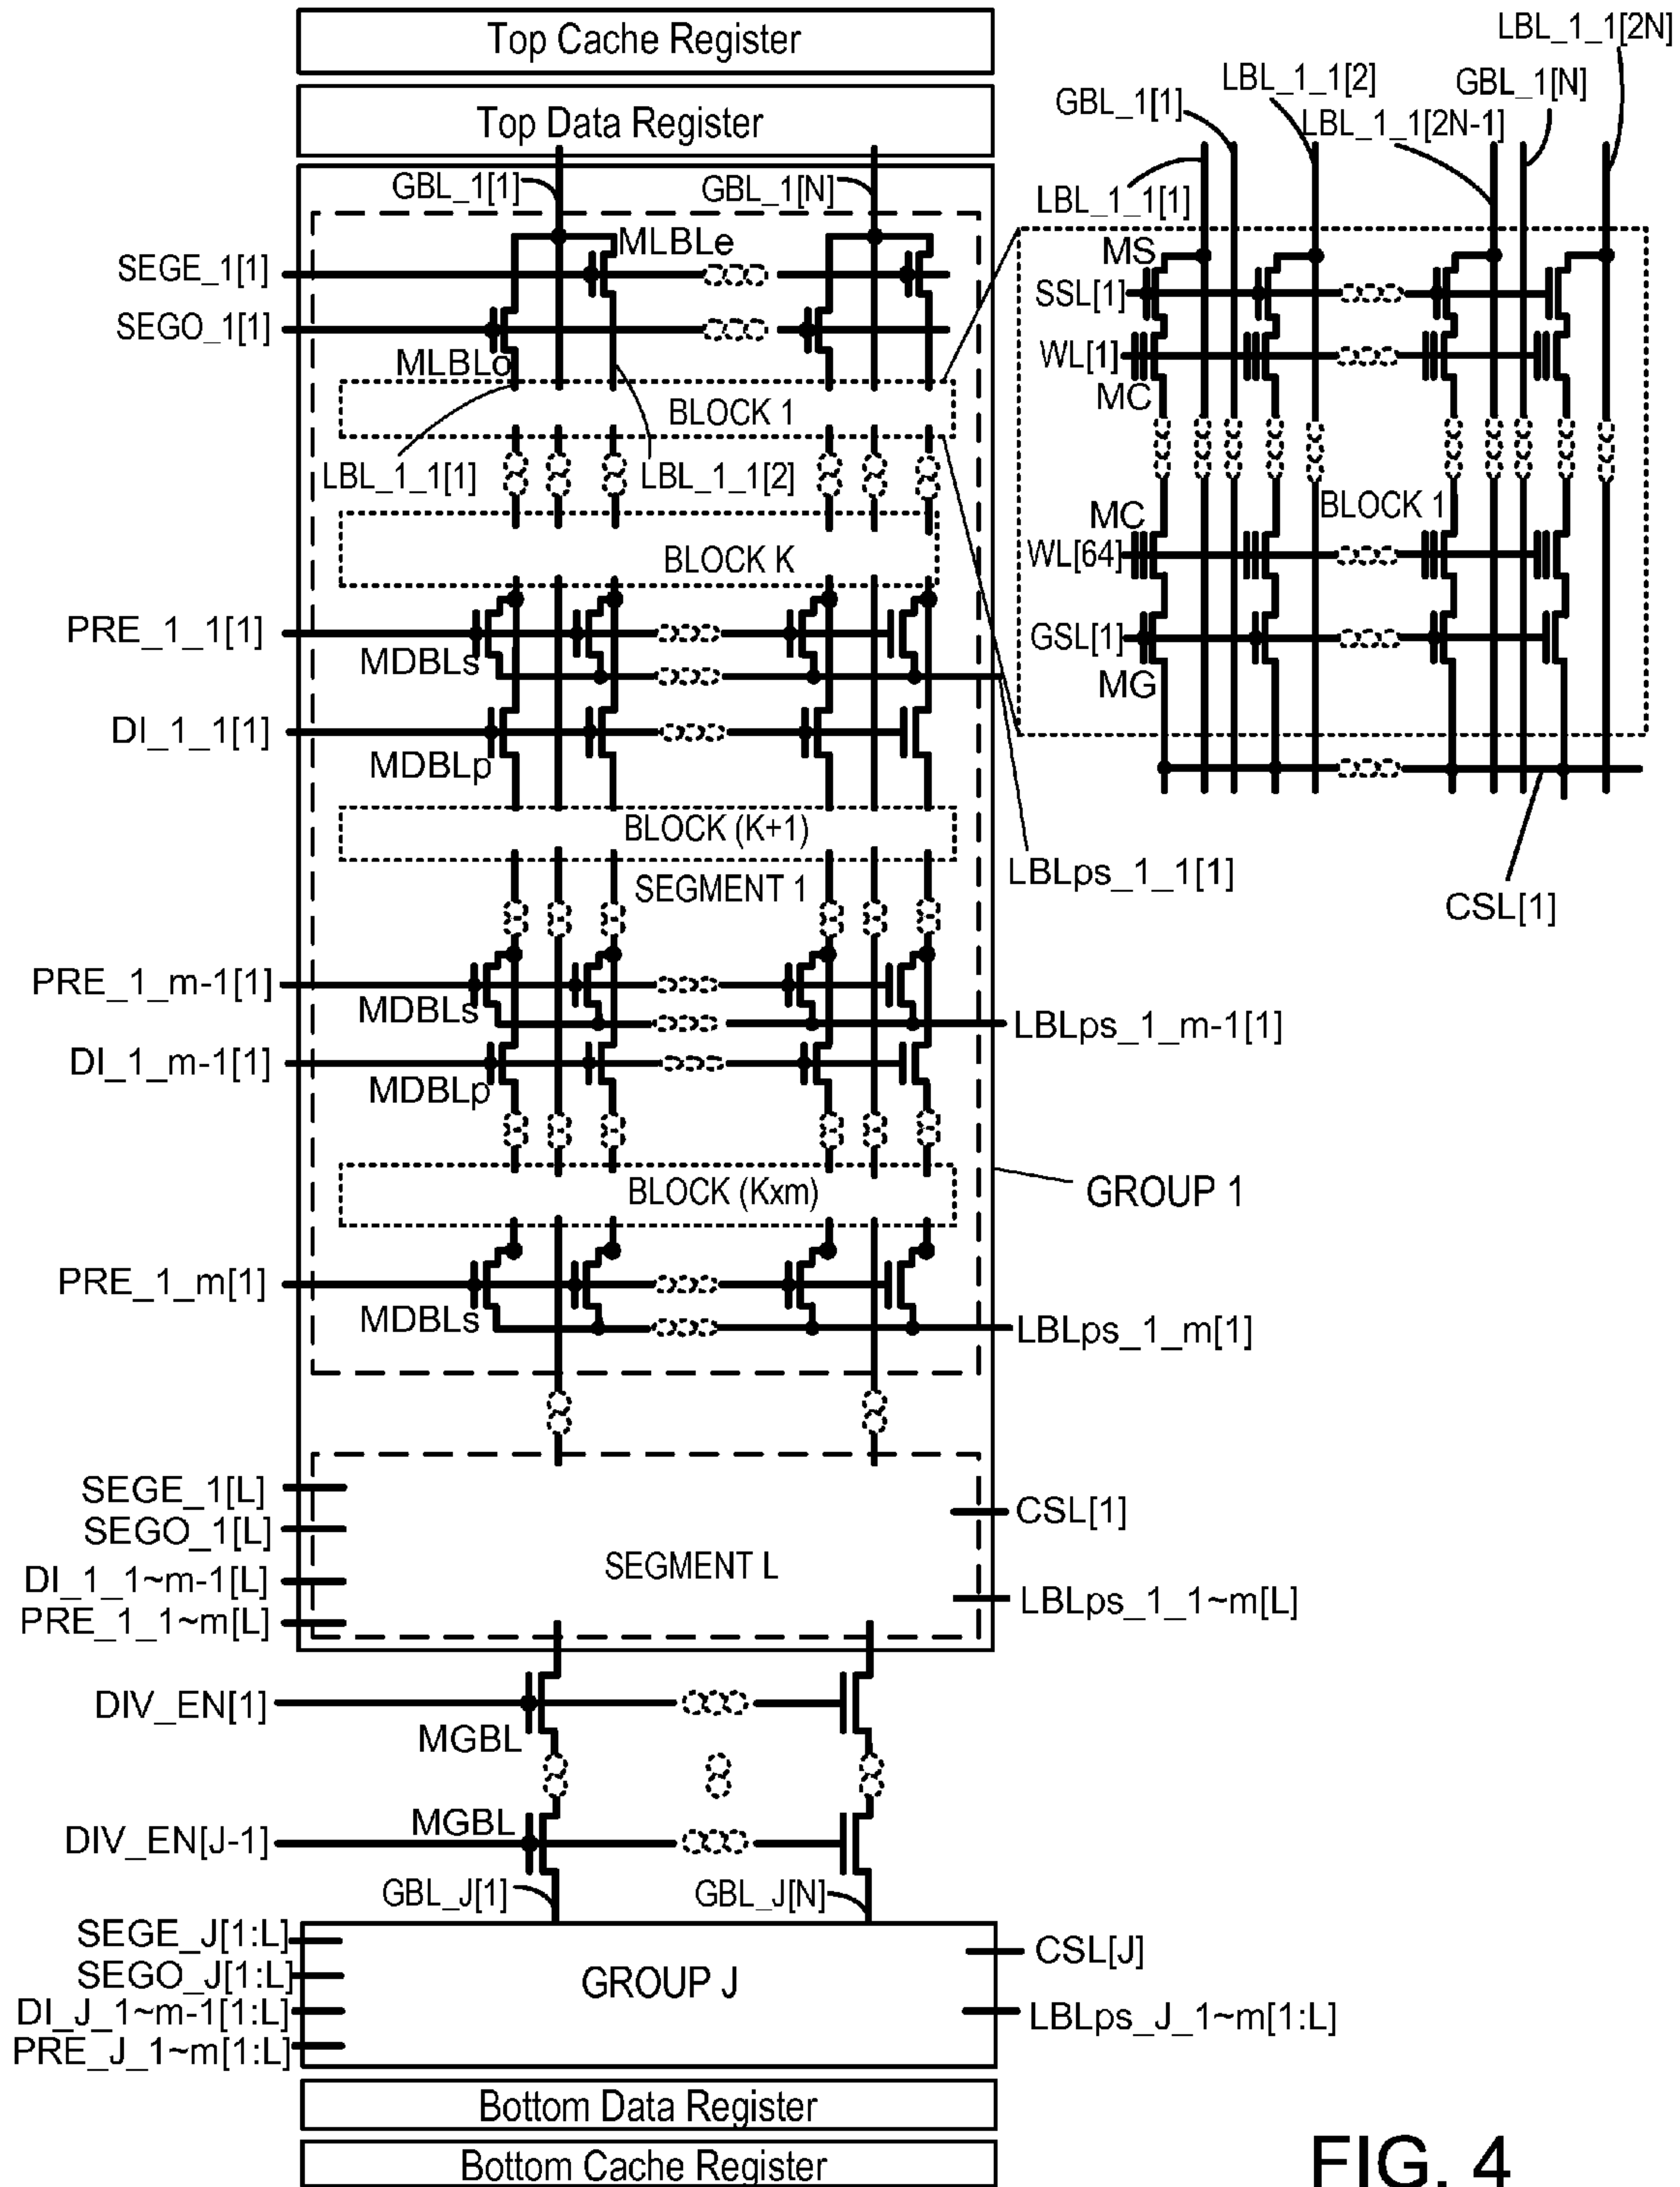 Top Cache Register
Top Data Register
GBL_1[1]
GBL_1[N]
MLBLe
SEGE_1[1]
SEGO_1[1]
MLBLo
BLOCK 1
LBL_1_1[1]
LBL_1_1[2]
BLOCK K
PRE_1_1[1]
MDBLs
DI_1_1[1]
MDBLp
BLOCK (K+1)
LBLps_1_1[1]
SEGMENT 1
PRE_1_m-1[1]
MDBLs
LBLps_1_m-1[1]
DI_1_m-1[1]
MDBLp
BLOCK (Kxm)
GROUP 1
PRE_1_m[1]
MDBLs
LBLps_1_m[1]
SEGE_1[L]
SEGO_1[L]
DI_1_1~m-1[L]
PRE_1_1~m[L]
SEGMENT L
CSL[1]
LBLps_1_1~m[L]
DIV_EN[1]
MGBL
DIV_EN[J-1]
MGBL
GBL_J[1]
GBL_J[N]
SEGE_J[1:L]
SEGO_J[1:L]
DI_J_1~m-1[1:L]
PRE_J_1~m[1:L]
GROUP J
CSL[J]
LBLps_J_1~m[1:L]
Bottom Data Register
Bottom Cache Register
LBL_1_1[2N]
LBL_1_1[2]
GBL_1[N]
GBL_1[1]
LBL_1_1[2N-1]
LBL_1_1[1]
MS
SSL[1]
WL[1]
MC
BLOCK 1
MC
WL[64]
GSL[1]
MG
CSL[1]
FIG. 4